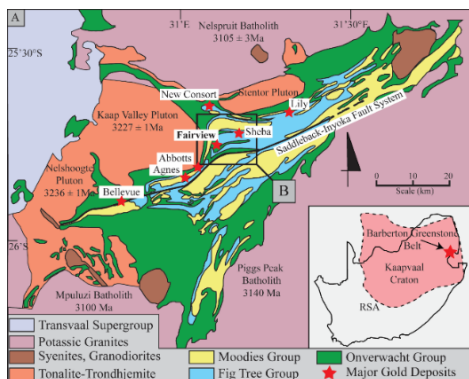 A
31°E
31°30'E
25°30'S
26°S
Nelspruit Batholith
3105 ± 3Ma
Stentor Pluton
New Consort
Lily
Kaap Valley Pluton
3227 ± 1Ma
Fairview
Sheba
Saddleback-Inyoka Fault System
Abbotts
Agnes
Nelshoogte
Pluton
3236 ± 1Ma
Bellevue
B
0
10
20
Scale (km)
Barberton Greenstone
Belt
Kaapvaal
Craton
RSA
Piggs Peak
Batholith
3140 Ma
Mpuluzi Batholith
3100 Ma
Transvaal Supergroup
Potassic Granites
Syenites, Granodiorites
Tonalite-Trondhjemite
Moodies Group
Fig Tree Group
Onverwacht Group
Major Gold Deposits